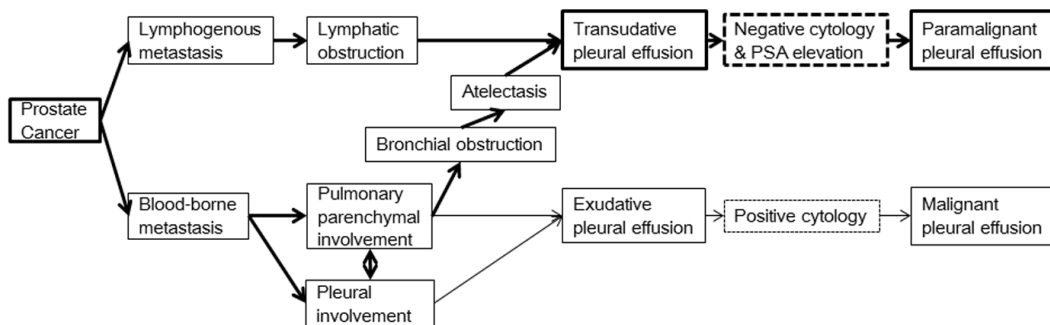 Lymphogenous
metastasis
Lymphatic
obstruction
Transudative
pleural effusion
Negative cytology
& PSA elevation
Paramalignant
pleural effusion
Atelectasis
Prostate
Cancer
Bronchial obstruction
Blood-borne
metastasis
Pulmonary
parenchymal
involvement
Exudative
pleural effusion
Positive cytology
Malignant
pleural effusion
Pleural
involvement